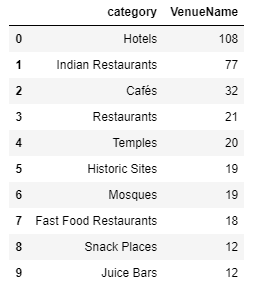 category VenueName
0 Hotels 108
1 Indian Restaurants 77
2 Cafés 32
3 Restaurants 21
4 Temples 20
5 Historic Sites 19
6 Mosques 19
7 Fast Food Restaurants 18
8 Snack Places 12
9 Juice Bars 12